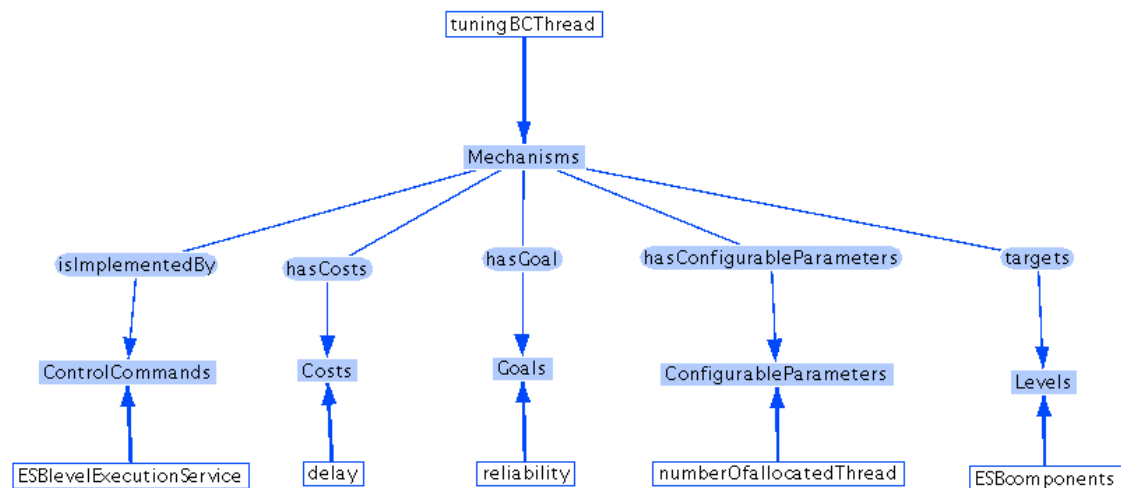 tuningBCThread
Mechanisms
isImplementedBy
hasCosts
hasGoal
hasConfigurableParameters
targets
ControlCommands
Costs
Goals
ConfigurableParameters
Levels
ESBlevelExecutionService
delay
reliability
numberOfallocatedThread
ESBcomponents